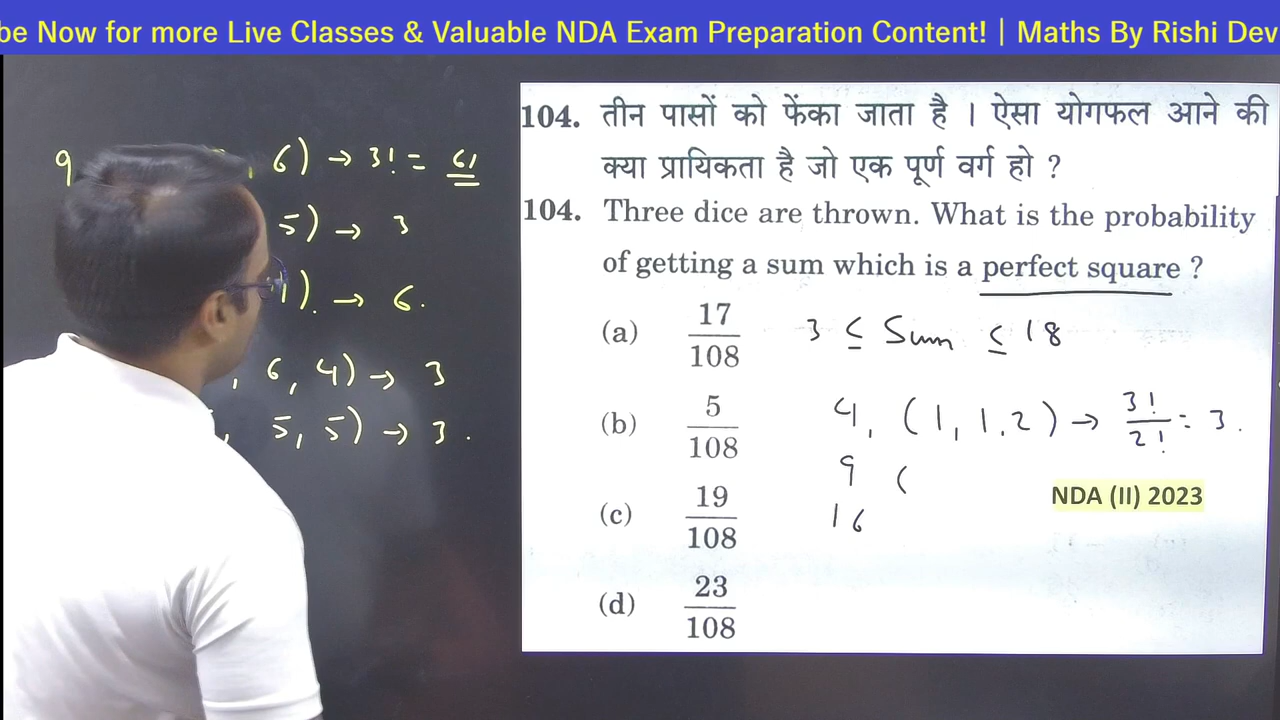 be Now for more Live Classes & Valuable NDA Exam Preparation Content! | Maths By Rishi Dev
9 6) → 3! = 6!
5) → 3
1). → 6.
, 6, 4) → 3
, 5, 5) → 3.
104. तीन पासों को फेंका जाता है । ऐसा योगफल आने की
क्या प्रायिकता है जो एक पूर्ण वर्ग हो ?
104. Three dice are thrown. What is the probability
of getting a sum which is a perfect square ?
(a) 17/108
3 ≤ Sum ≤ 18
(b) 5/108
4, (1, 1, 2) → 3!/2! = 3.
9 (
NDA (II) 2023
(c) 19/108
16
(d) 23/108